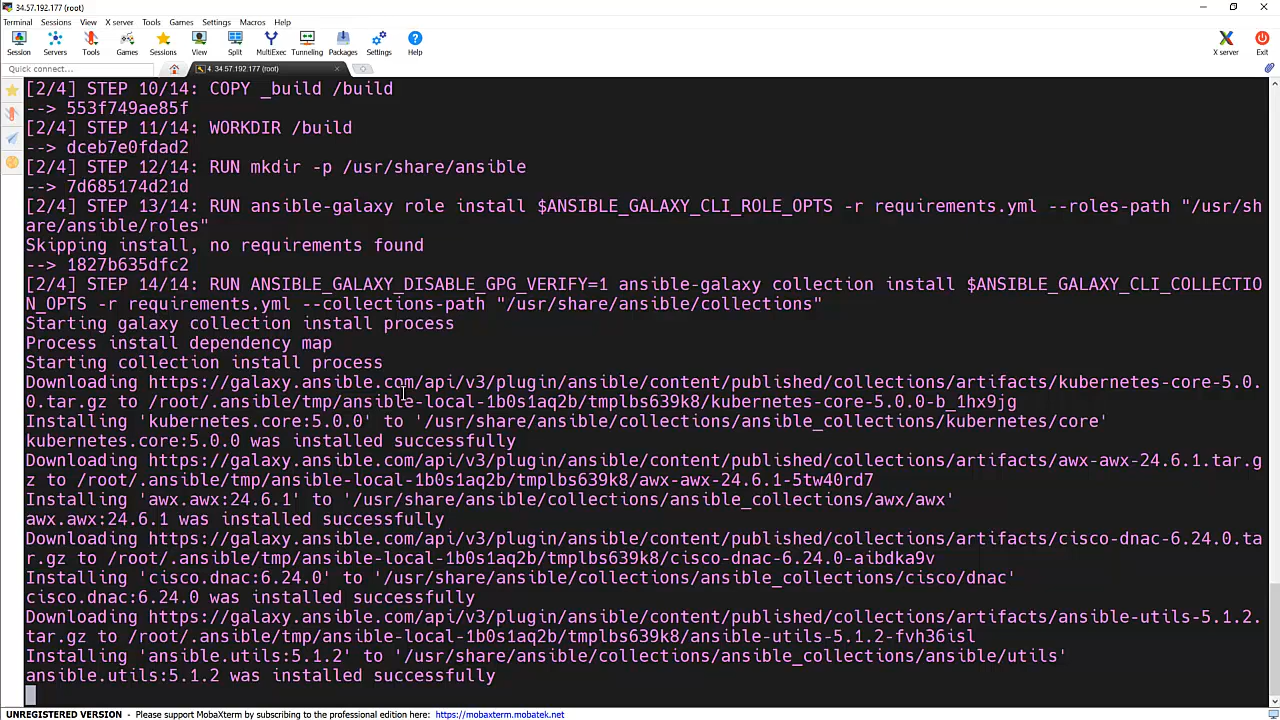 34.57.192.177 (root)
Terminal Sessions View X server Tools Games Settings Macros Help
Session Servers Tools Games Sessions View Split MultiExec Tunneling Packages Settings Help X server Exit
Quick connect... 4. 34.57.192.177 (root)
[2/4] STEP 10/14: COPY _build /build
--> 553f749ae85f
[2/4] STEP 11/14: WORKDIR /build
--> dceb7e0fdad2
[2/4] STEP 12/14: RUN mkdir -p /usr/share/ansible
--> 7d685174d21d
[2/4] STEP 13/14: RUN ansible-galaxy role install $ANSIBLE_GALAXY_CLI_ROLE_OPTS -r requirements.yml --roles-path "/usr/sh
are/ansible/roles"
Skipping install, no requirements found
--> 1827b635dfc2
[2/4] STEP 14/14: RUN ANSIBLE_GALAXY_DISABLE_GPG_VERIFY=1 ansible-galaxy collection install $ANSIBLE_GALAXY_CLI_COLLECTIO
N_OPTS -r requirements.yml --collections-path "/usr/share/ansible/collections"
Starting galaxy collection install process
Process install dependency map
Starting collection install process
Downloading https://galaxy.ansible.com/api/v3/plugin/ansible/content/published/collections/artifacts/kubernetes-core-5.0.
0.tar.gz to /root/.ansible/tmp/ansible-local-1b0s1aq2b/tmplbs639k8/kubernetes-core-5.0.0-b_1hx9jg
Installing 'kubernetes.core:5.0.0' to '/usr/share/ansible/collections/ansible_collections/kubernetes/core'
kubernetes.core:5.0.0 was installed successfully
Downloading https://galaxy.ansible.com/api/v3/plugin/ansible/content/published/collections/artifacts/awx-awx-24.6.1.tar.g
z to /root/.ansible/tmp/ansible-local-1b0s1aq2b/tmplbs639k8/awx-awx-24.6.1-5tw40rd7
Installing 'awx.awx:24.6.1' to '/usr/share/ansible/collections/ansible_collections/awx/awx'
awx.awx:24.6.1 was installed successfully
Downloading https://galaxy.ansible.com/api/v3/plugin/ansible/content/published/collections/artifacts/cisco-dnac-6.24.0.ta
r.gz to /root/.ansible/tmp/ansible-local-1b0s1aq2b/tmplbs639k8/cisco-dnac-6.24.0-aibdka9v
Installing 'cisco.dnac:6.24.0' to '/usr/share/ansible/collections/ansible_collections/cisco/dnac'
cisco.dnac:6.24.0 was installed successfully
Downloading https://galaxy.ansible.com/api/v3/plugin/ansible/content/published/collections/artifacts/ansible-utils-5.1.2.
tar.gz to /root/.ansible/tmp/ansible-local-1b0s1aq2b/tmplbs639k8/ansible-utils-5.1.2-fvh36isl
Installing 'ansible.utils:5.1.2' to '/usr/share/ansible/collections/ansible_collections/ansible/utils'
ansible.utils:5.1.2 was installed successfully
UNREGISTERED VERSION - Please support MobaXterm by subscribing to the professional edition here: https://mobaxterm.mobatek.net